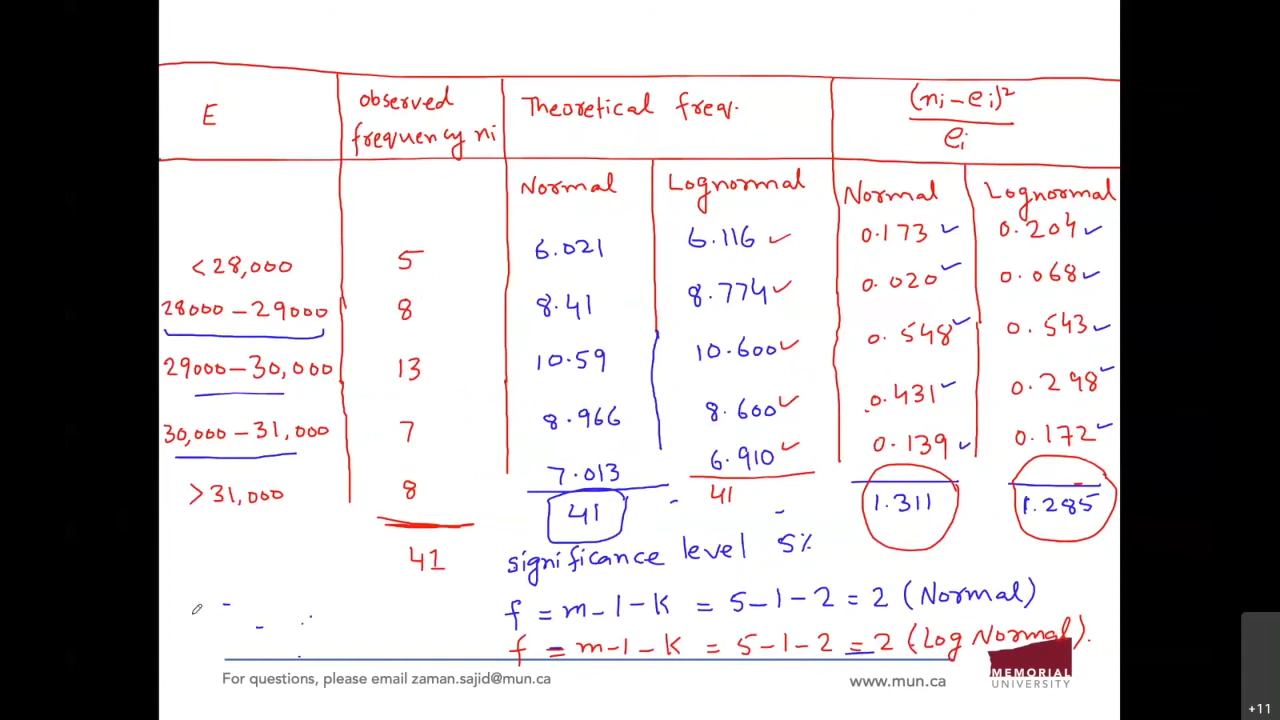 E observed frequency ni Theoretical freq. (ni - ei)² / ei
Normal Lognormal Normal Lognormal
<28,000 5 6.021 6.116 0.173 0.204
28000 - 29000 8 8.41 8.774 0.020 0.068
29000 - 30,000 13 10.59 10.600 0.548 0.543
30,000 - 31,000 7 8.966 8.600 0.431 0.298
>31,000 8 7.013 6.910 0.139 0.172
41 41 41 1.311 1.285
significance level 5%
f = m-1-K = 5-1-2 = 2 (Normal)
f = m-1-K = 5-1-2 = 2 (Log Normal).
For questions, please email zaman.sajid@mun.ca
www.mun.ca
MEMORIAL
UNIVERSITY
+11